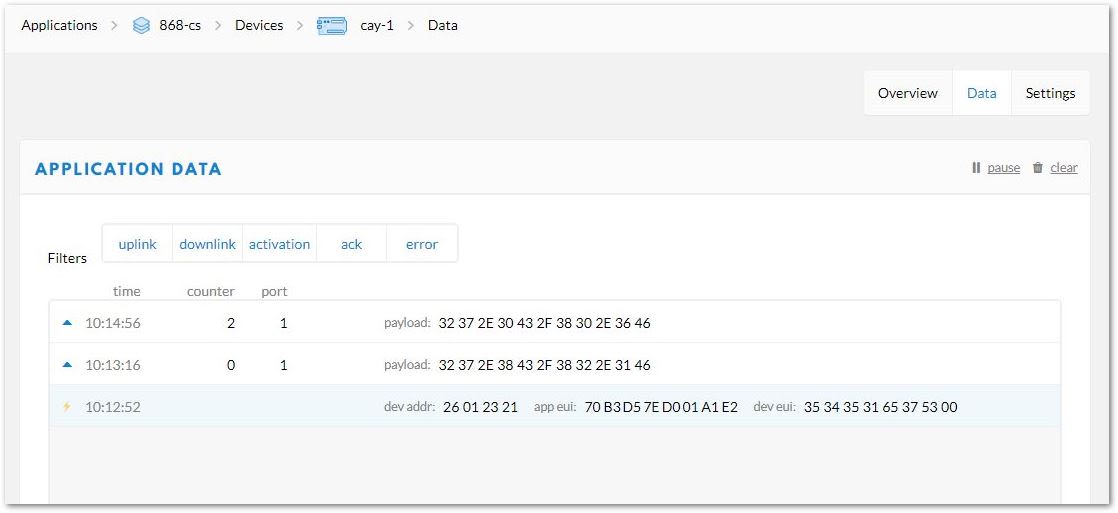 Applications > 868-cs > Devices > cay-1 > Data
Overview Data Settings
APPLICATION DATA pause clear
Filters uplink downlink activation ack error
time counter port
10:14:56 2 1 payload: 32 37 2E 30 43 2F 38 30 2E 36 46
10:13:16 0 1 payload: 32 37 2E 38 43 2F 38 32 2E 31 46
10:12:52 dev addr: 26 01 23 21 app eui: 70 B3 D5 7E D0 01 A1 E2 dev eui: 35 34 35 31 65 37 53 00